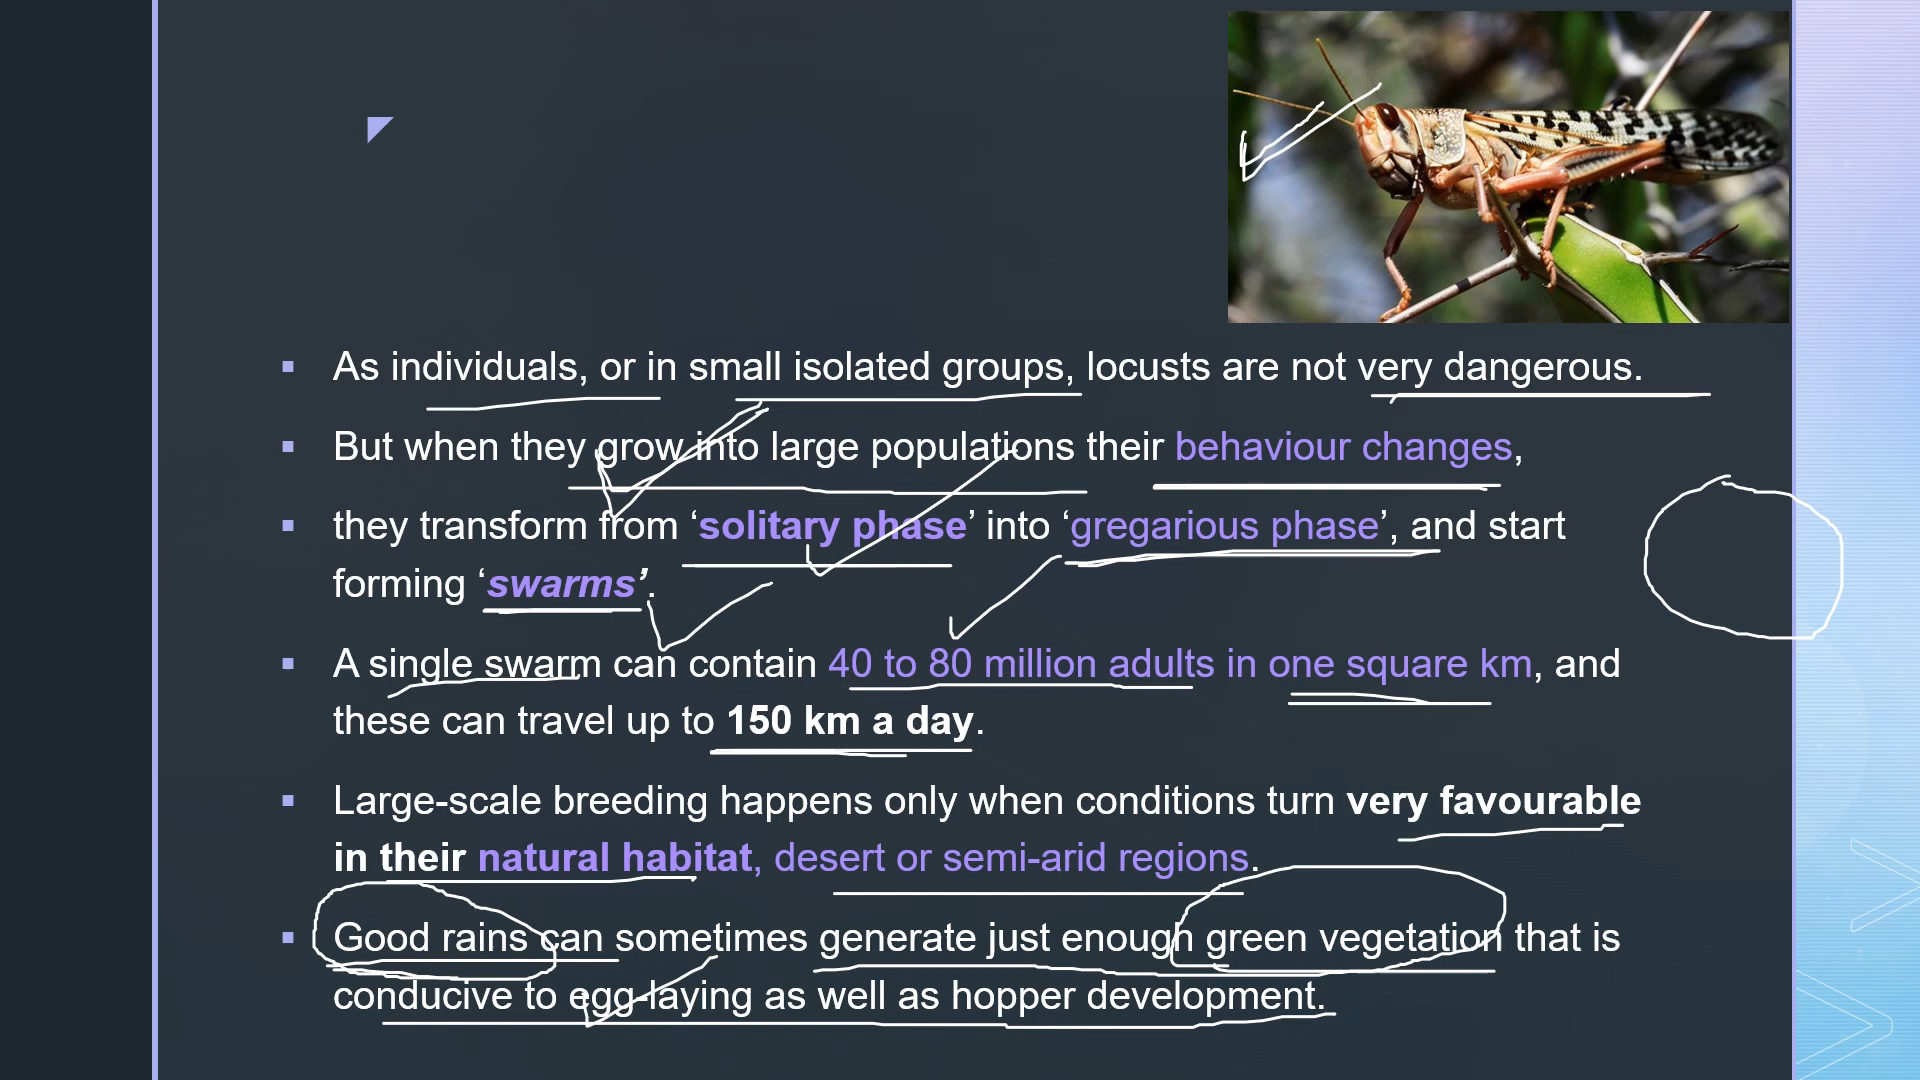 As individuals, or in small isolated groups, locusts are not very dangerous.
But when they grow into large populations their behaviour changes,
they transform from ‘solitary phase’ into ‘gregarious phase’, and start
forming ‘swarms’.
A single swarm can contain 40 to 80 million adults in one square km, and
these can travel up to 150 km a day.
Large-scale breeding happens only when conditions turn very favourable
in their natural habitat, desert or semi-arid regions.
Good rains can sometimes generate just enough green vegetation that is
conducive to egg-laying as well as hopper development.